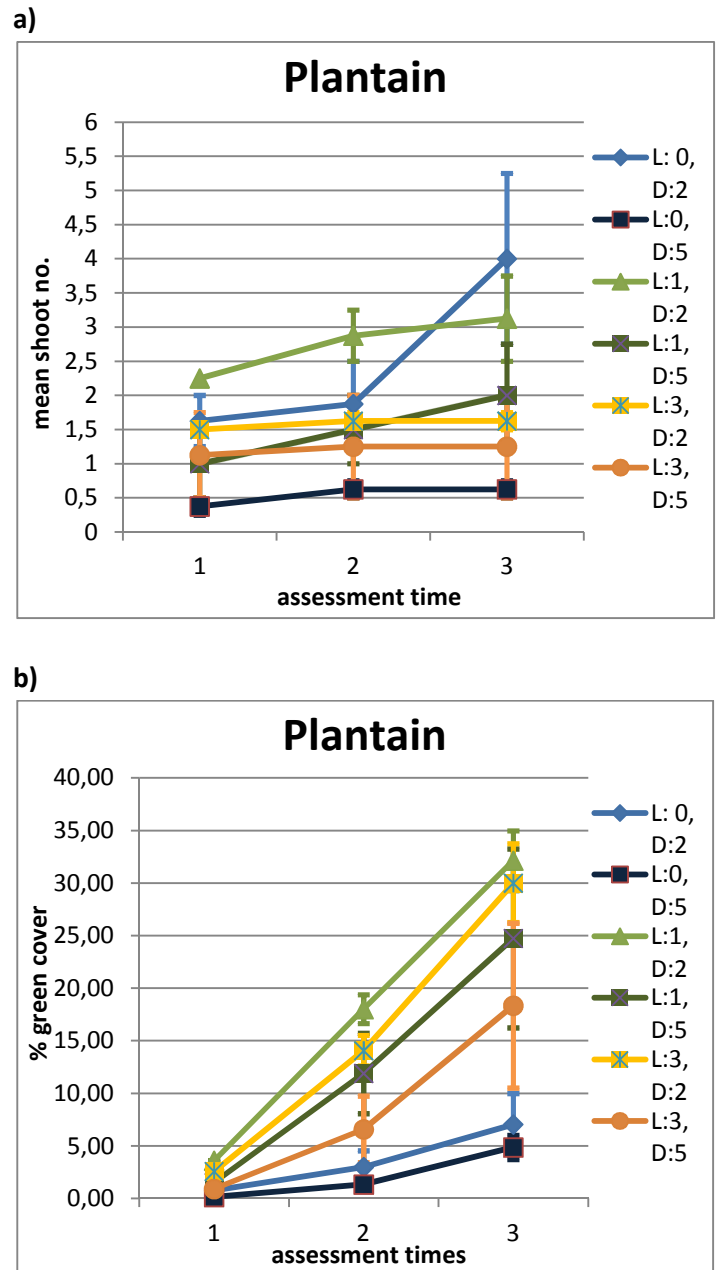 a)
Plantain
6
5,5
5
4,5
4
3,5
3
2,5
2
1,5
1
0,5
0
mean shoot no.
1 2 3
assessment time
L: 0,
D:2
L:0,
D:5
L:1,
D:2
L:1,
D:5
L:3,
D:2
L:3,
D:5
b)
Plantain
40,00
35,00
30,00
25,00
20,00
15,00
10,00
5,00
0,00
% green cover
1 2 3
assessment times
L: 0,
D:2
L:0,
D:5
L:1,
D:2
L:1,
D:5
L:3,
D:2
L:3,
D:5